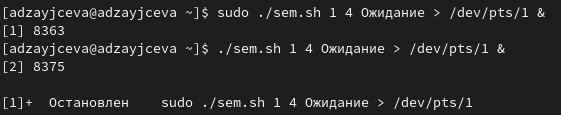 [adzayjceva@adzayjceva ~]$ sudo ./sem.sh 1 4 Ожидание > /dev/pts/1 &
[1] 8363
[adzayjceva@adzayjceva ~]$ ./sem.sh 1 4 Ожидание > /dev/pts/1 &
[2] 8375
[1]+  Остановлен    sudo ./sem.sh 1 4 Ожидание > /dev/pts/1